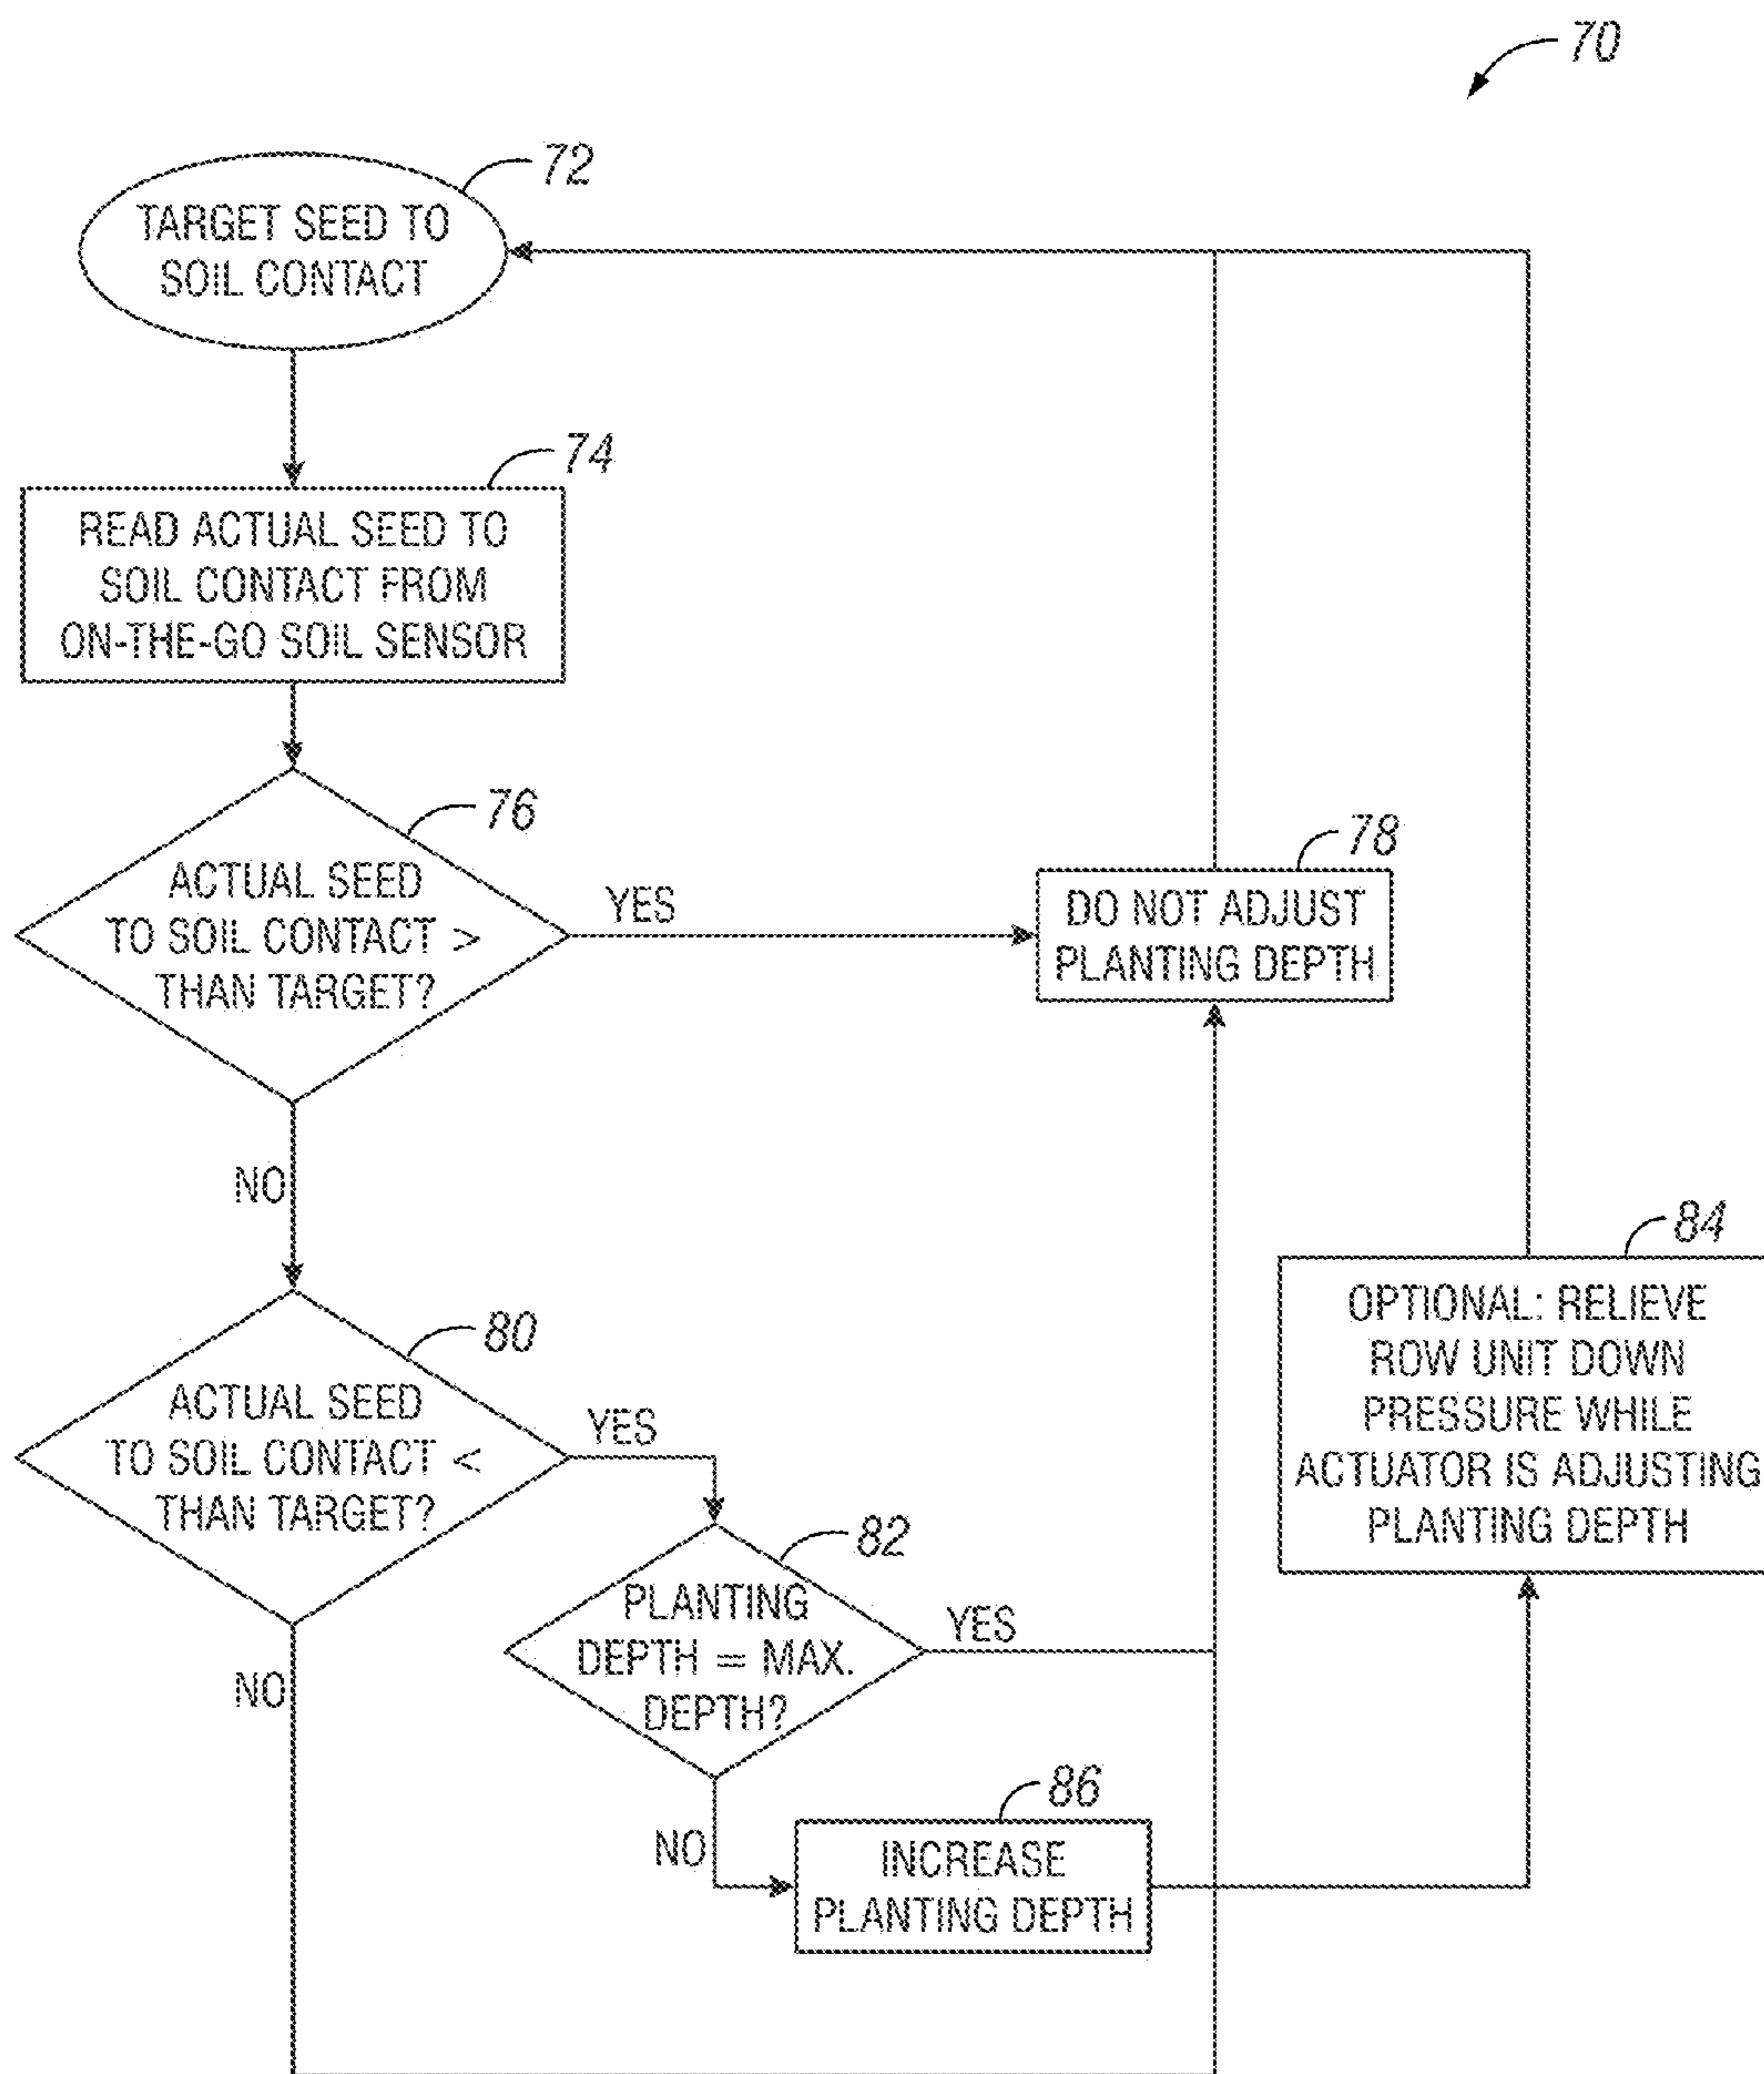 70
72
TARGET SEED TO
SOIL CONTACT
74
READ ACTUAL SEED TO
SOIL CONTACT FROM
ON-THE-GO SOIL SENSOR
76
ACTUAL SEED
TO SOIL CONTACT >
THAN TARGET?
YES
78
DO NOT ADJUST
PLANTING DEPTH
NO
80
ACTUAL SEED
TO SOIL CONTACT <
THAN TARGET?
YES
82
PLANTING
DEPTH = MAX.
DEPTH?
YES
84
OPTIONAL: RELIEVE
ROW UNIT DOWN
PRESSURE WHILE
ACTUATOR IS ADJUSTING
PLANTING DEPTH
NO
NO
86
INCREASE
PLANTING DEPTH